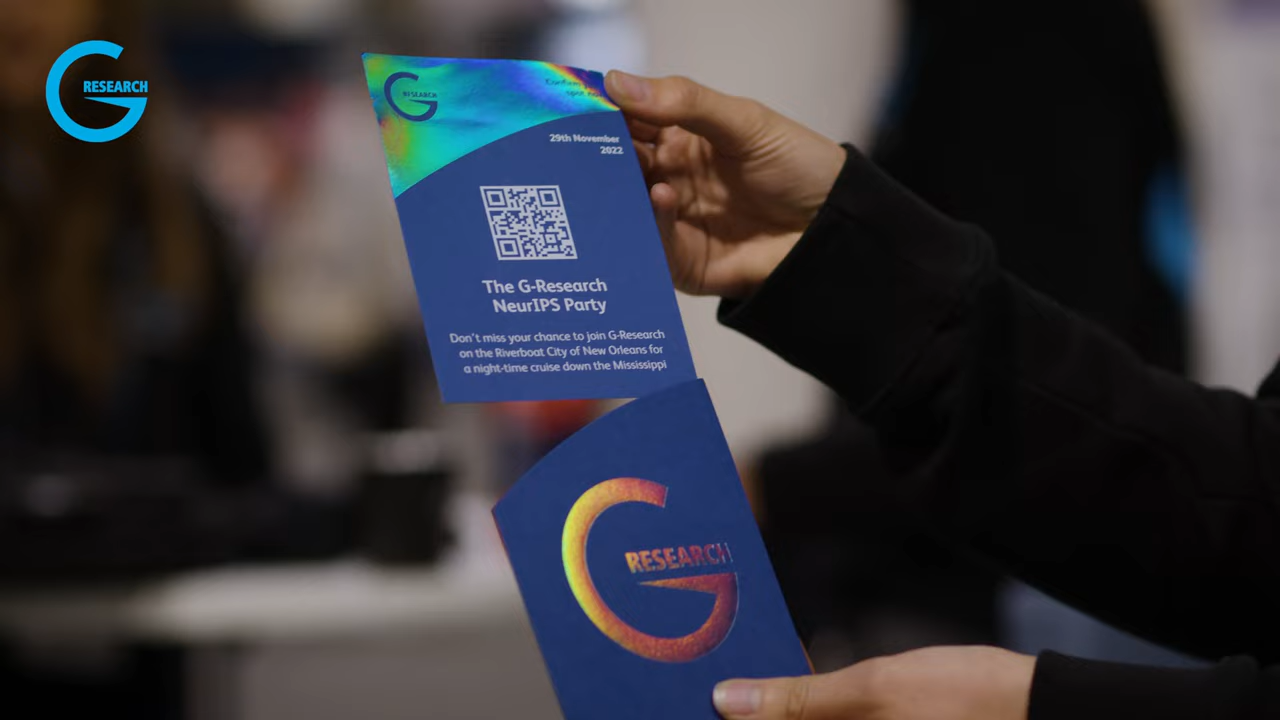 G
RESEARCH
G
RESEARCH
29th November
2022
The G-Research
NeurIPS Party
Don't miss your chance to join G-Research
on the Riverboat City of New Orleans for
a night-time cruise down the Mississippi
G
RESEARCH